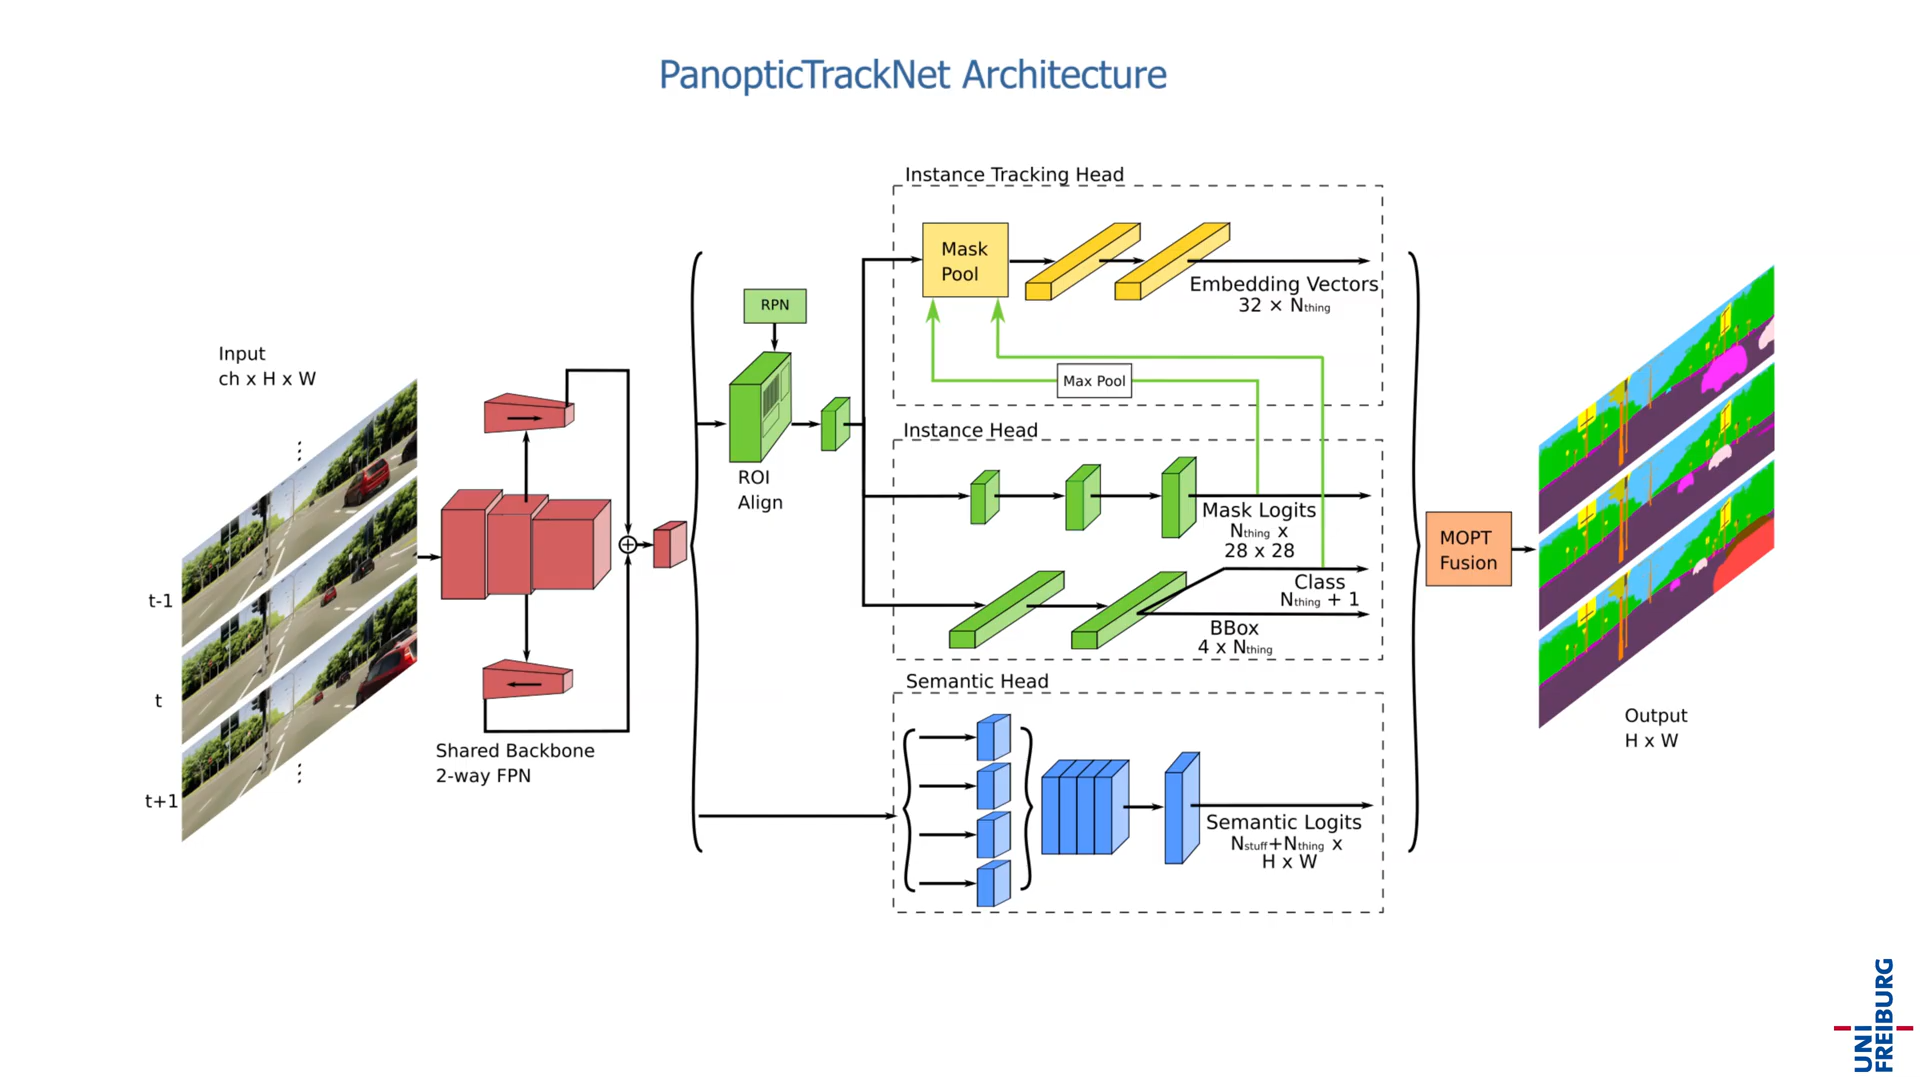 PanopticTrackNet Architecture
Input
ch x H x W
t-1
t
t+1
Shared Backbone
2-way FPN
RPN
ROI
Align
Instance Tracking Head
Mask
Pool
Embedding Vectors
32 × Nthing
Max Pool
Instance Head
Mask Logits
Nthing x
28 x 28
Class
Nthing + 1
BBox
4 x Nthing
Semantic Head
Semantic Logits
Nstuff+Nthing x
H x W
MOPT
Fusion
Output
H x W
UNI
FREIBURG